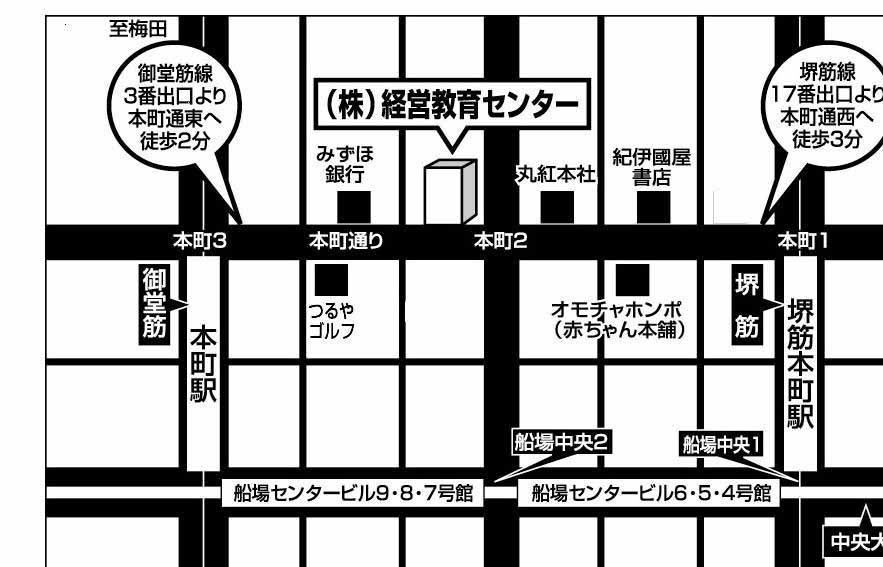 至梅田
御堂筋線
3番出口より
本町通東へ
徒歩2分
(株)経営教育センター
堺筋線
17番出口より
本町通西へ
徒歩3分
みずほ
銀行
丸紅本社
紀伊國屋
書店
本町3
本町通り
本町2
本町1
御堂筋
本町駅
つるや
ゴルフ
オモチャホンポ
(赤ちゃん本舗)
堺筋
堺筋本町駅
船場中央2
船場中央1
船場センタービル9・8・7号館
船場センタービル6・5・4号館
中央大